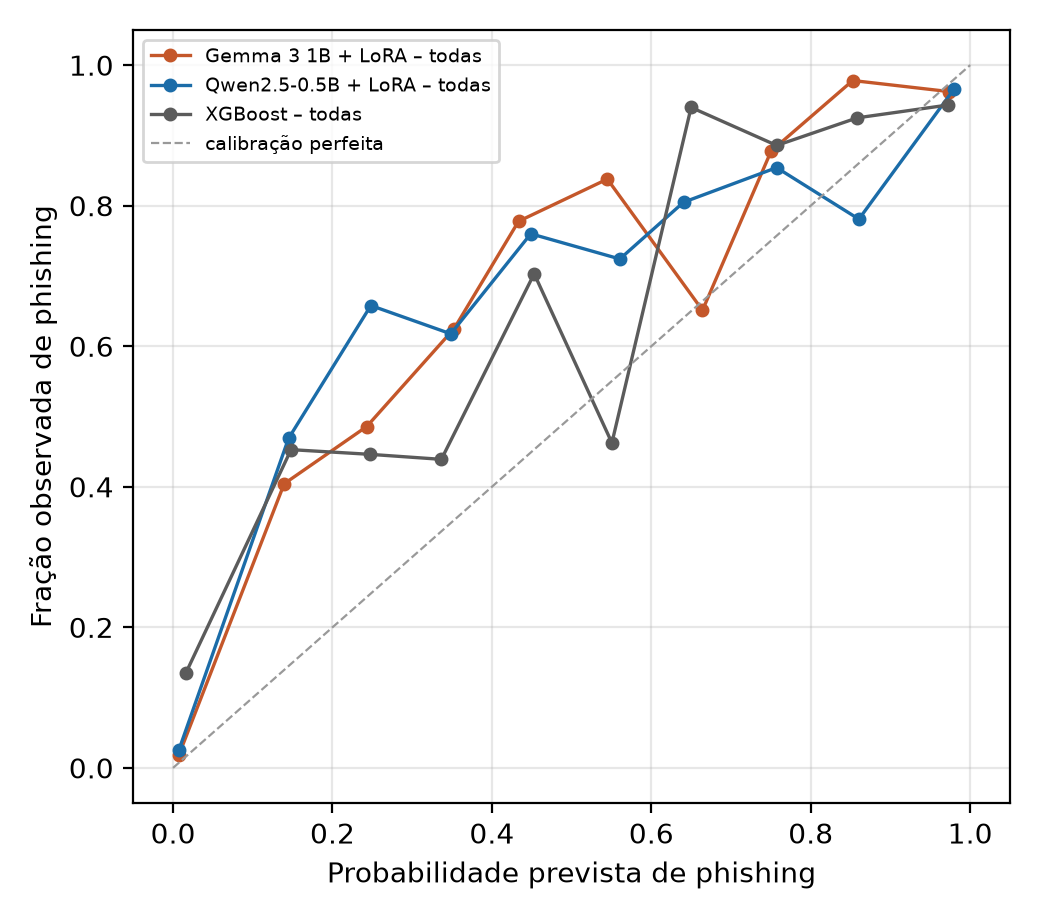 Gemma 3 1B + LoRA – todas
Qwen2.5-0.5B + LoRA – todas
XGBoost – todas
calibração perfeita
Fração observada de phishing
1.0
0.8
0.6
0.4
0.2
0.0
0.0 0.2 0.4 0.6 0.8 1.0
Probabilidade prevista de phishing